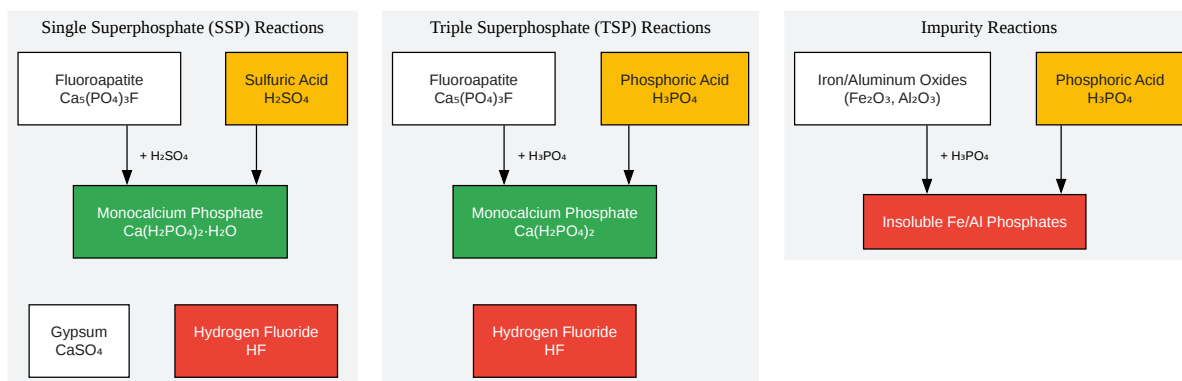 Single Superphosphate (SSP) Reactions
Fluoroapatite
Ca₅(PO₄)₃F
Sulfuric Acid
H₂SO₄
+ H₂SO₄
Monocalcium Phosphate
Ca(H₂PO₄)₂·H₂O
Gypsum
CaSO₄
Hydrogen Fluoride
HF
Triple Superphosphate (TSP) Reactions
Fluoroapatite
Ca₅(PO₄)₃F
Phosphoric Acid
H₃PO₄
+ H₃PO₄
Monocalcium Phosphate
Ca(H₂PO₄)₂
Hydrogen Fluoride
HF
Impurity Reactions
Iron/Aluminum Oxides
(Fe₂O₃, Al₂O₃)
Phosphoric Acid
H₃PO₄
+ H₃PO₄
Insoluble Fe/Al Phosphates